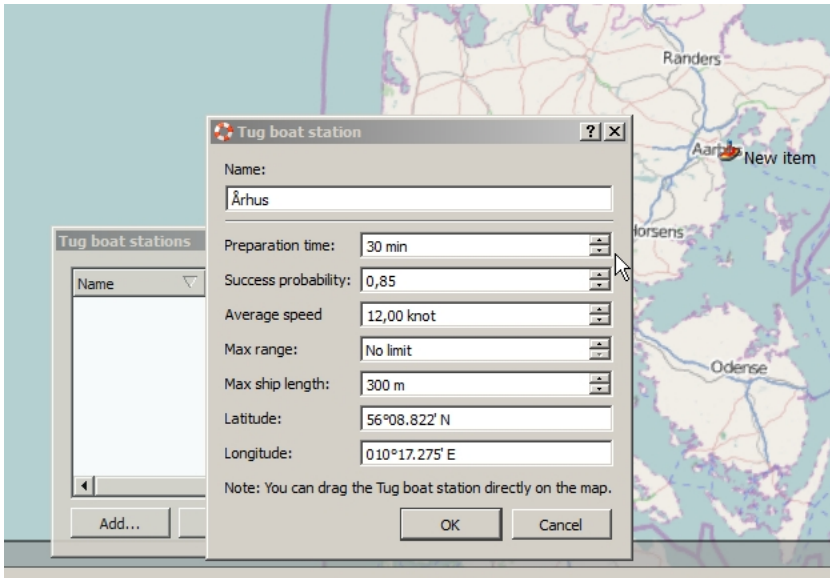 Randers
Aarhus
New item
Horsens
Odense
Tug boat stations
Name
Add...
Tug boat station
Name:
Århus
Preparation time:
30 min
Success probability:
0,85
Average speed
12,00 knot
Max range:
No limit
Max ship length:
300 m
Latitude:
56°08.822' N
Longitude:
010°17.275' E
Note: You can drag the Tug boat station directly on the map.
OK
Cancel